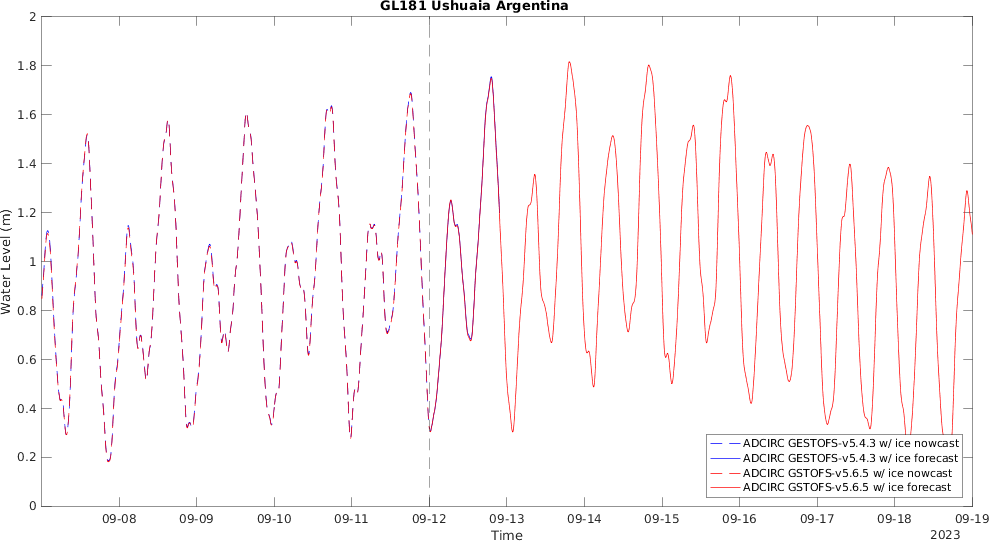 GL181 Ushuaia Argentina
2
1.8
1.6
1.4
1.2
1
0.8
0.6
0.4
0.2
0
Water Level (m)
ADCIRC GESTOFS-v5.4.3 w/ ice nowcast
ADCIRC GESTOFS-v5.4.3 w/ ice forecast
ADCIRC GSTOFS-v5.6.5 w/ ice nowcast
ADCIRC GSTOFS-v5.6.5 w/ ice forecast
09-08 09-09 09-10 09-11 09-12 09-13 09-14 09-15 09-16 09-17 09-18 09-19
Time
2023